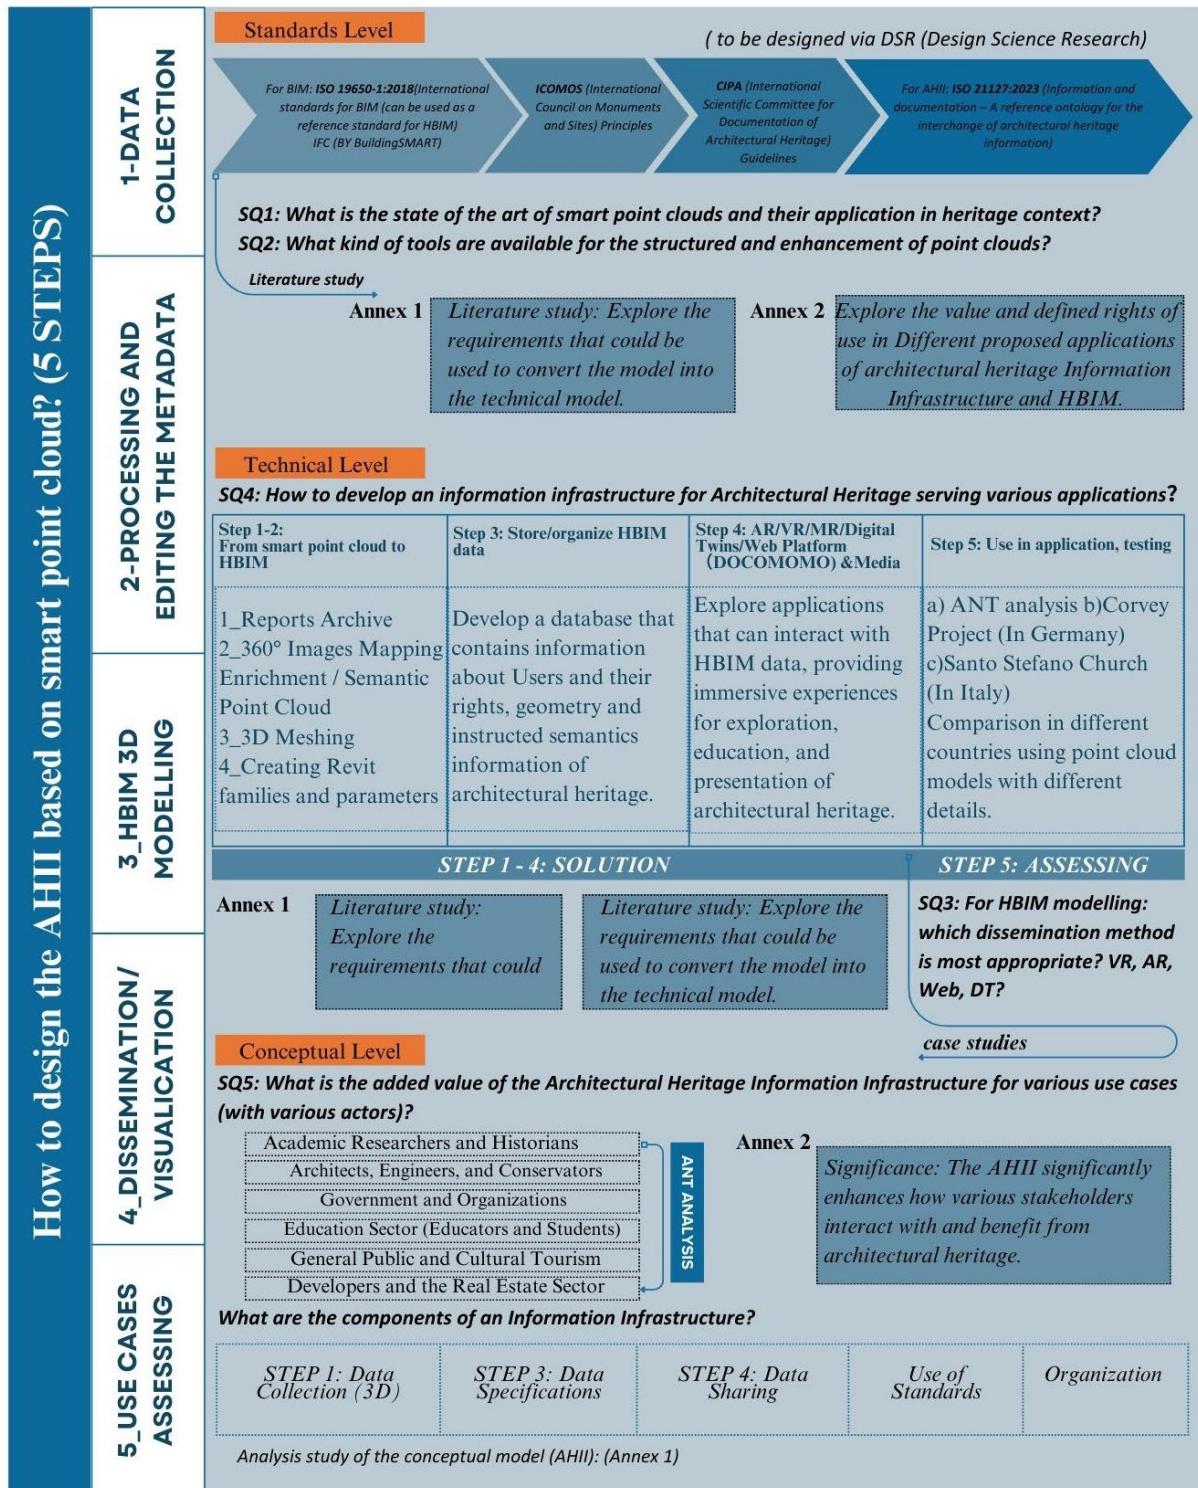 How to design the AHII based on smart point cloud? (5 STEPS)
1-DATA
COLLECTION
2-PROCESSING AND
EDITING THE METADATA
3_HBIM 3D
MODELLING
4_DISSEMINATION/
VISUALICATION
5_USE CASES
ASSESSING
Standards Level
( to be designed via DSR (Design Science Research)
For BIM: ISO 19650-1:2018(International
standards for BIM (can be used as a
reference standard for HBIM)
IFC (BY BuildingSMART)
ICOMOS (International
Council on Monuments
and Sites) Principles
CIPA (International
Scientific Committee for
Documentation of
Architectural Heritage)
Guidelines
For AHII: ISO 21127:2023 (Information and
documentation – A reference ontology for the
interchange of architectural heritage
information)
SQ1: What is the state of the art of smart point clouds and their application in heritage context?
SQ2: What kind of tools are available for the structured and enhancement of point clouds?
Literature study
Annex 1
Literature study: Explore the
requirements that could be
used to convert the model into
the technical model.
Annex 2
Explore the value and defined rights of
use in Different proposed applications
of architectural heritage Information
Infrastructure and HBIM.
Technical Level
SQ4: How to develop an information infrastructure for Architectural Heritage serving various applications?
Step 1-2:
From smart point cloud to
HBIM
Step 3: Store/organize HBIM
data
Step 4: AR/VR/MR/Digital
Twins/Web Platform
(DOCOMOMO) &Media
Step 5: Use in application, testing
1_Reports Archive
2_360° Images Mapping
Enrichment / Semantic
Point Cloud
3_3D Meshing
4_Creating Revit
families and parameters
Develop a database that
contains information
about Users and their
rights, geometry and
instructed semantics
information of
architectural heritage.
Explore applications
that can interact with
HBIM data, providing
immersive experiences
for exploration,
education, and
presentation of
architectural heritage.
a) ANT analysis b)Corvey
Project (In Germany)
c)Santo Stefano Church
(In Italy)
Comparison in different
countries using point cloud
models with different
details.
STEP 1 - 4: SOLUTION
STEP 5: ASSESSING
Annex 1
Literature study:
Explore the
requirements that could
Literature study: Explore the
requirements that could be
used to convert the model into
the technical model.
SQ3: For HBIM modelling:
which dissemination method
is most appropriate? VR, AR,
Web, DT?
case studies
Conceptual Level
SQ5: What is the added value of the Architectural Heritage Information Infrastructure for various use cases
(with various actors)?
Academic Researchers and Historians
Architects, Engineers, and Conservators
Government and Organizations
Education Sector (Educators and Students)
General Public and Cultural Tourism
Developers and the Real Estate Sector
ANT ANALYSIS
Annex 2
Significance: The AHII significantly
enhances how various stakeholders
interact with and benefit from
architectural heritage.
What are the components of an Information Infrastructure?
STEP 1: Data
Collection (3D)
STEP 3: Data
Specifications
STEP 4: Data
Sharing
Use of
Standards
Organization
Analysis study of the conceptual model (AHII): (Annex 1)